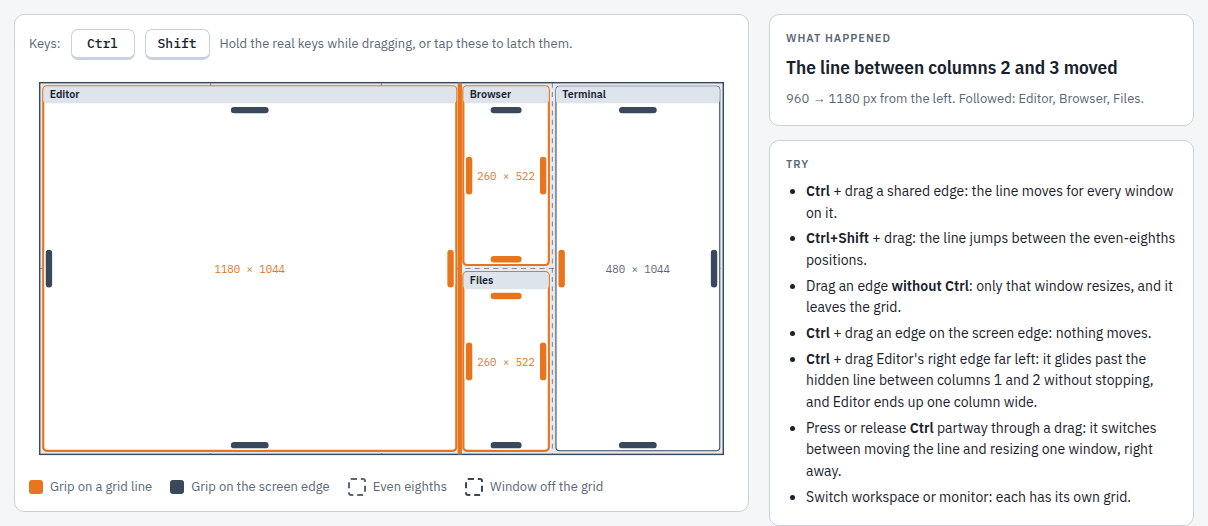 Keys: Ctrl Shift Hold the real keys while dragging, or tap these to latch them.
Editor
Browser
Terminal
260 × 522
1180 × 1044
480 × 1044
Files
260 × 522
Grip on a grid line
Grip on the screen edge
Even eighths
Window off the grid
WHAT HAPPENED
The line between columns 2 and 3 moved
960 → 1180 px from the left. Followed: Editor, Browser, Files.
TRY
• Ctrl + drag a shared edge: the line moves for every window
on it.
• Ctrl+Shift + drag: the line jumps between the even-eighths
positions.
• Drag an edge without Ctrl: only that window resizes, and it
leaves the grid.
• Ctrl + drag an edge on the screen edge: nothing moves.
• Ctrl + drag Editor's right edge far left: it glides past the
hidden line between columns 1 and 2 without stopping,
and Editor ends up one column wide.
• Press or release Ctrl partway through a drag: it switches
between moving the line and resizing one window, right
away.
• Switch workspace or monitor: each has its own grid.